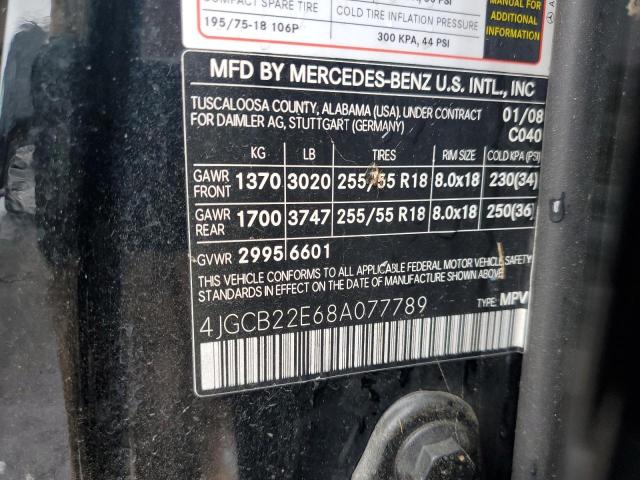 COMPACT SPARE TIRE
195/75-18 106P
COLD TIRE INFLATION PRESSURE
300 KPA, 44 PSI
MANUAL FOR
ADDITIONAL
INFORMATION
MFD BY MERCEDES-BENZ U.S. INTL., INC
TUSCALOOSA COUNTY, ALABAMA (USA). UNDER CONTRACT 01/08
FOR DAIMLER AG, STUTTGART (GERMANY) C040
KG LB TIRES RIM SIZE COLD KPA (PSI)
GAWR FRONT 1370 3020 255/55 R18 8.0x18 230(34)
GAWR REAR 1700 3747 255/55 R18 8.0x18 250(36)
GVWR 2995 6601
THIS VEHICLE CONFORMS TO ALL APPLICABLE FEDERAL MOTOR VEHICLE SAFETY
STANDARDS IN EFFECT ON THE DATE OF MANUFACTURE SHOWN ABOVE
4JGCB22E68A077789 TYPE: MPV